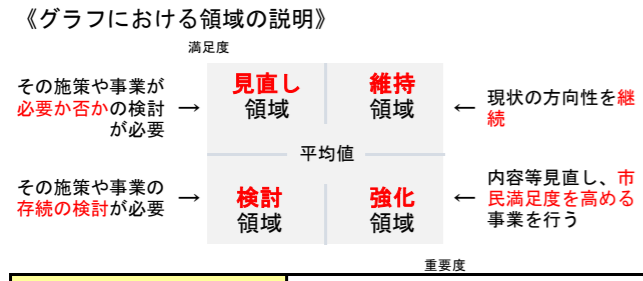 《グラフにおける領域の説明》
満足度
その施策や事業が
必要か否かの検討
が必要
→
見直し
領域
維持
領域
←
現状の方向性を継
続
平均値
その施策や事業の
存続の検討が必要
→
検討
領域
強化
領域
←
内容等見直し、市
民満足度を高める
事業を行う
重要度